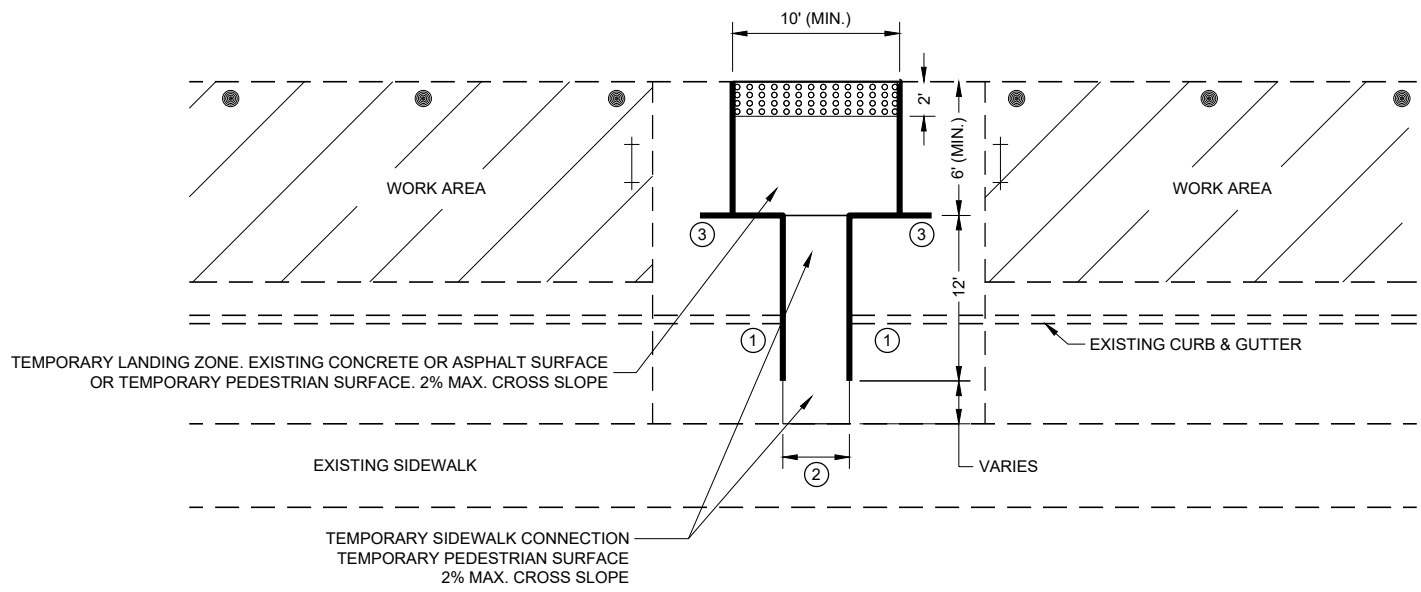 10' (MIN.)
2'
6' (MIN.)
WORK AREA
WORK AREA
3
3
12'
1
1
EXISTING CURB & GUTTER
TEMPORARY LANDING ZONE. EXISTING CONCRETE OR ASPHALT SURFACE
OR TEMPORARY PEDESTRIAN SURFACE. 2% MAX. CROSS SLOPE
EXISTING SIDEWALK
2
VARIES
TEMPORARY SIDEWALK CONNECTION
TEMPORARY PEDESTRIAN SURFACE
2% MAX. CROSS SLOPE